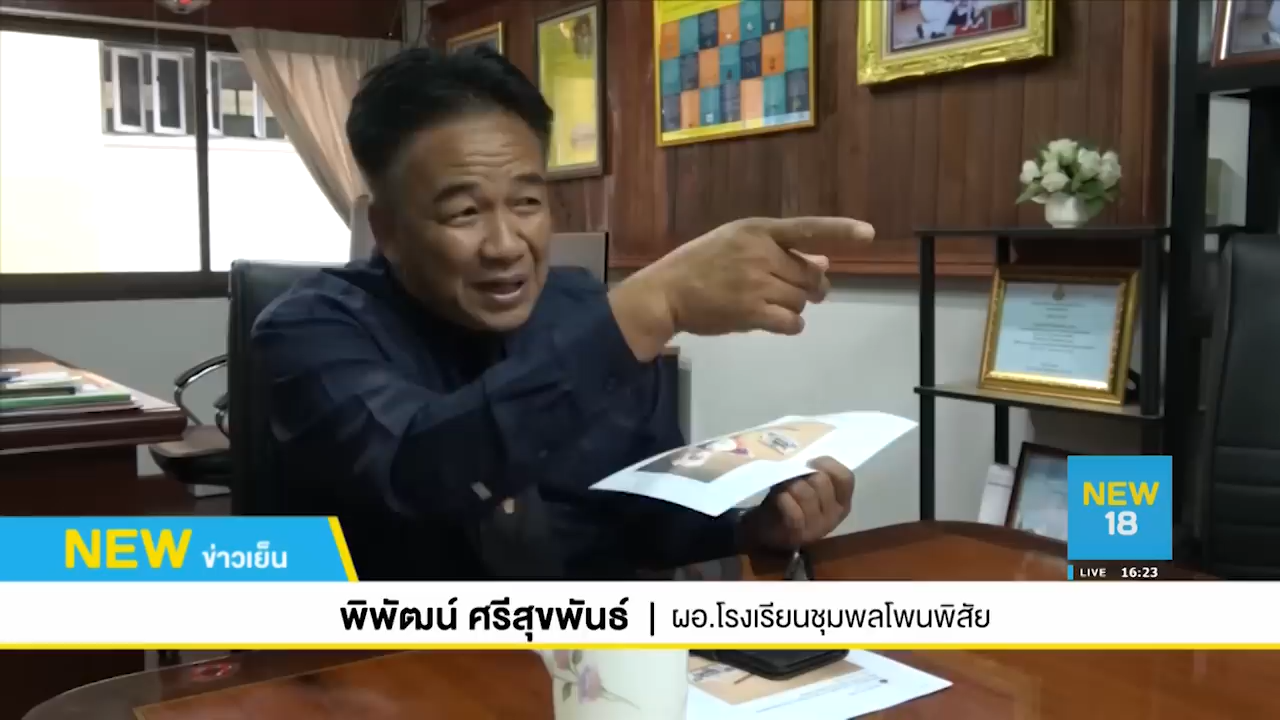 NEW
18
LIVE 16:23
NEW ข่าวเย็น
พิพัฒน์ ศรีสุขพันธ์ | ผอ.โรงเรียนชุมพลโพนพิสัย